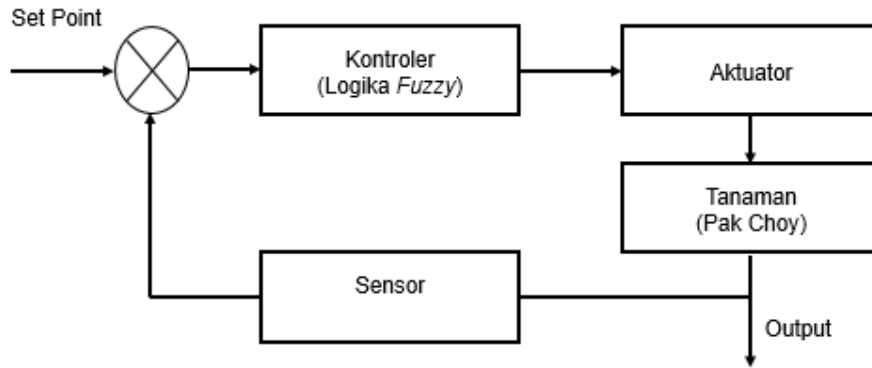 Set Point
Kontroler
(Logika Fuzzy)
Aktuator
Tanaman
(Pak Choy)
Sensor
Output